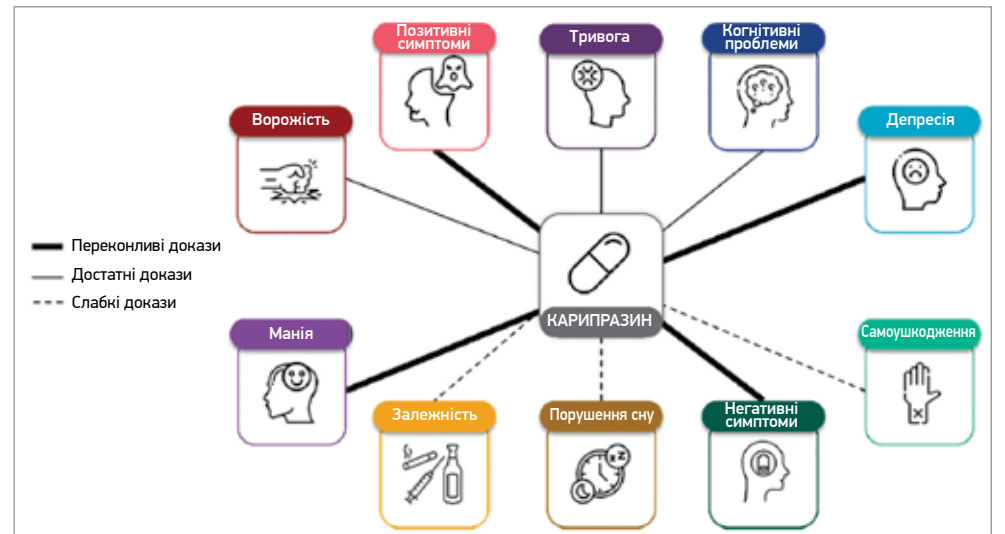 Позитивні
симптоми
Тривога
Когнітивні
проблеми
Ворожість
Депресія
Переконливі докази
Достатні докази
Слабкі докази
КАРИПРАЗИН
Манія
Самоушкодження
Залежність
Порушення сну
Негативні
симптоми
z z